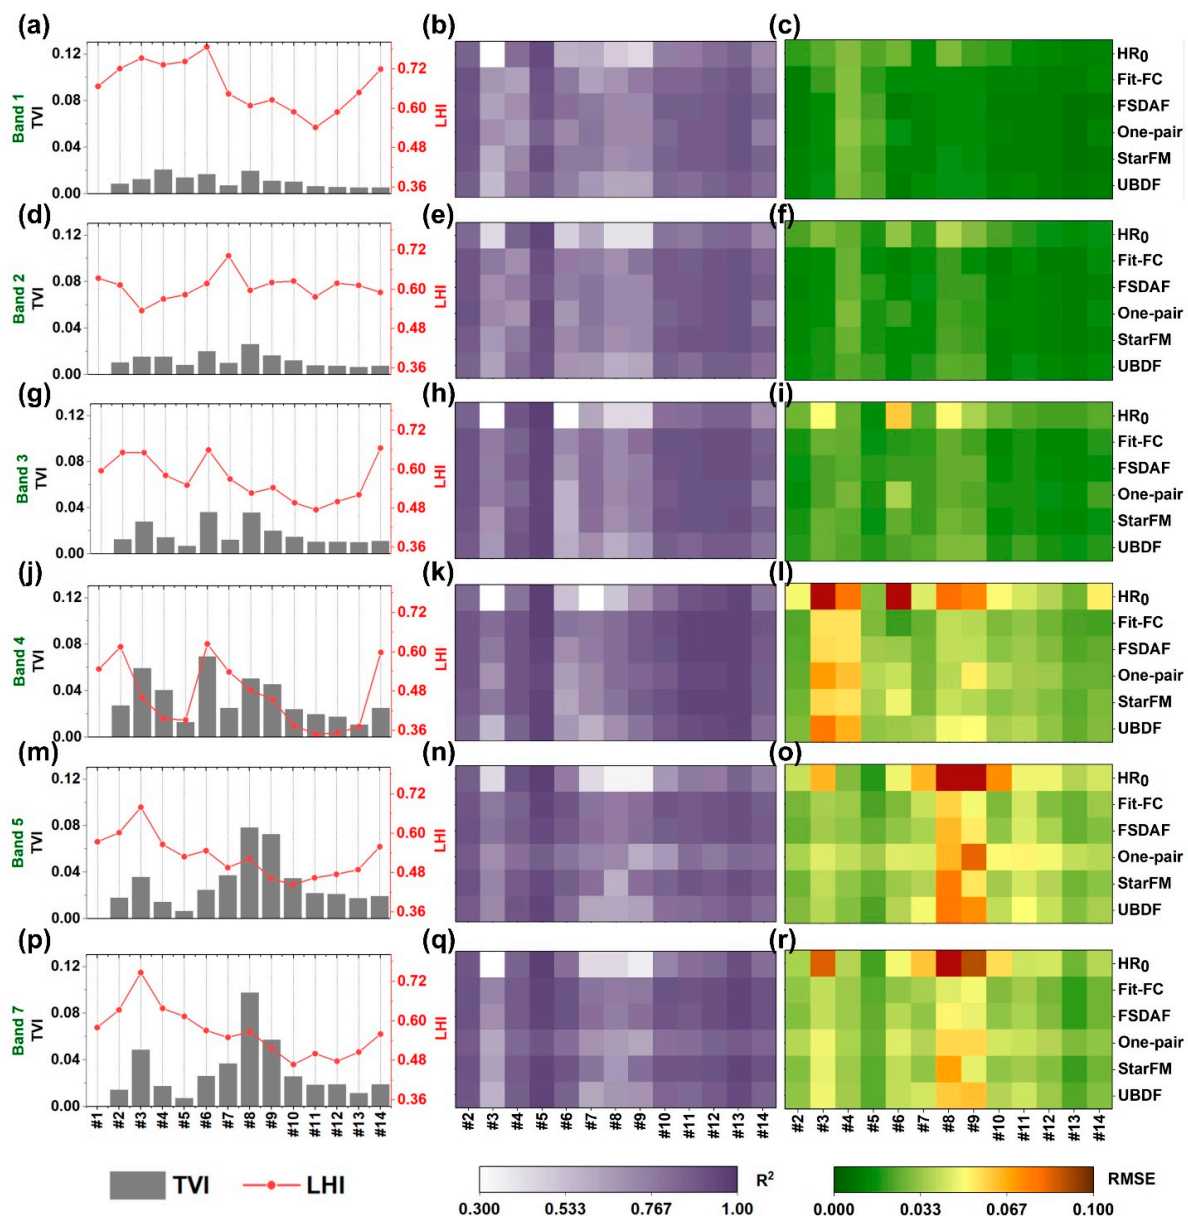 (a) (b) (c)
Band 1
TVI
0.12
0.08
0.04
0.00
0.72
0.60
0.48
0.36
LHI
HR0
Fit-FC
FSDAF
One-pair
StarFM
UBDF
(d) (e) (f)
Band 2
TVI
0.12
0.08
0.04
0.00
0.72
0.60
0.48
0.36
HR0
Fit-FC
FSDAF
One-pair
StarFM
UBDF
(g) (h) (i)
Band 3
TVI
0.12
0.08
0.04
0.00
0.72
0.60
0.48
0.36
LHI
HR0
Fit-FC
FSDAF
One-pair
StarFM
UBDF
(j) (k) (l)
Band 4
TVI
0.12
0.08
0.04
0.00
0.72
0.60
0.48
0.36
LHI
HR0
Fit-FC
FSDAF
One-pair
StarFM
UBDF
(m) (n) (o)
Band 5
TVI
0.12
0.08
0.04
0.00
0.72
0.60
0.48
0.36
LHI
HR0
Fit-FC
FSDAF
One-pair
StarFM
UBDF
(p) (q) (r)
Band 7
TVI
0.12
0.08
0.04
0.00
0.72
0.60
0.48
0.36
LHI
HR0
Fit-FC
FSDAF
One-pair
StarFM
UBDF
#1 #2 #3 #4 #5 #6 #7 #8 #9 #10 #11 #12 #13 #14
#2 #3 #4 #5 #6 #7 #8 #9 #10 #11 #12 #13 #14
#2 #3 #4 #5 #6 #7 #8 #9 #10 #11 #12 #13 #14
TVI LHI
R²
0.300 0.533 0.767 1.00
RMSE
0.000 0.033 0.067 0.100